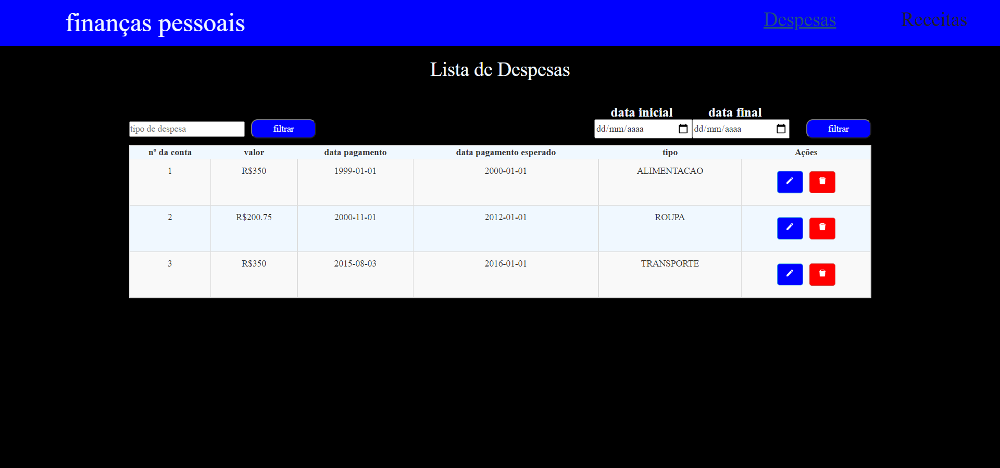 finanças pessoais Despesas Receitas
Lista de Despesas
data inicial data final
tipo de despesa filtrar dd/mm/aaaa dd/mm/aaaa filtrar
nº da conta valor data pagamento data pagamento esperado tipo Ações
1 R$350 1999-01-01 2000-01-01 ALIMENTACAO
2 R$200.75 2000-11-01 2012-01-01 ROUPA
3 R$350 2015-08-03 2016-01-01 TRANSPORTE